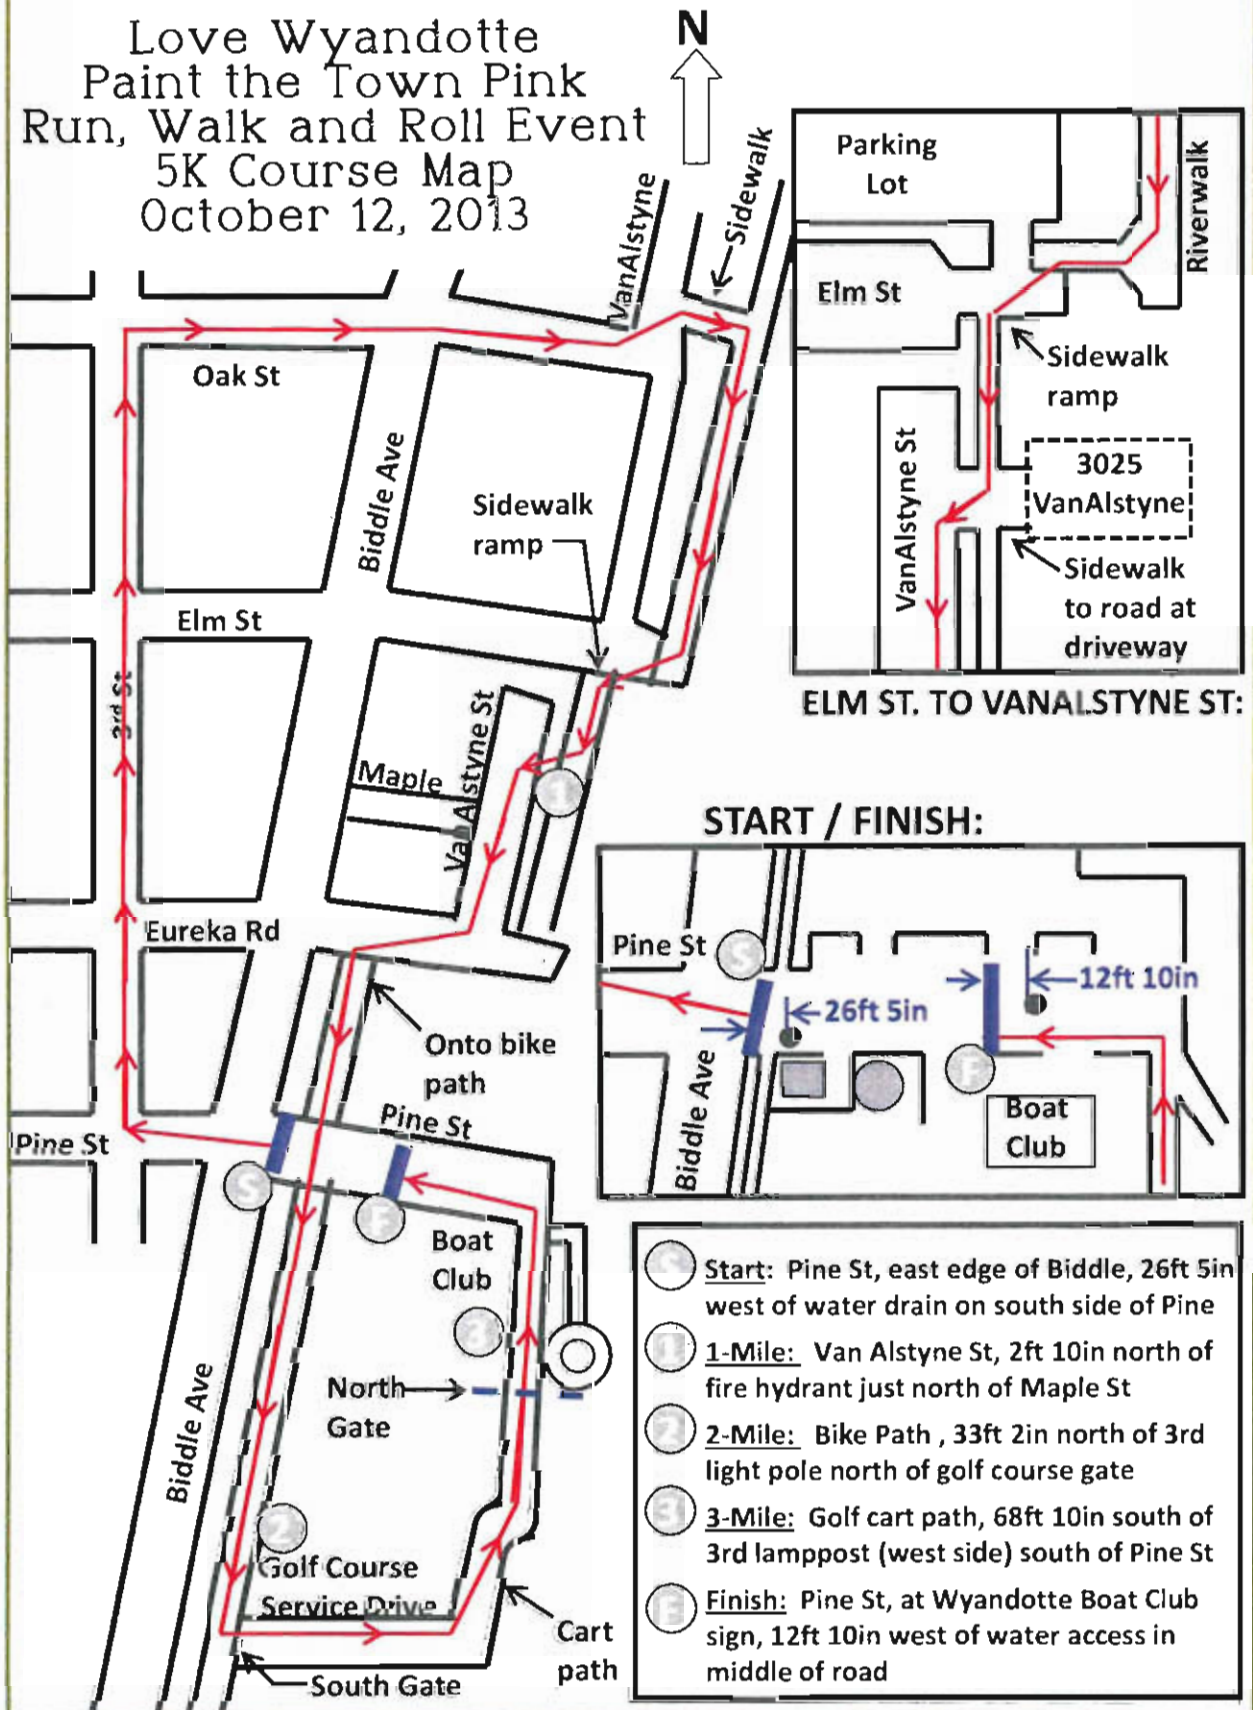 Love Wyandotte
Paint the Town Pink
Run, Walk and Roll Event
5K Course Map
October 12, 2013
N
VanAlstyne
Sidewalk
Oak St
Biddle Ave
Sidewalk
ramp
Elm St
3rd St
VanAlstyne St
Maple
1
Eureka Rd
Onto bike
path
Pine St
Pine St
S
F
Boat
Club
3
North
Gate
Biddle Ave
2
Golf Course
Service Drive
Cart
path
South Gate
Parking
Lot
Riverwalk
Elm St
Sidewalk
ramp
VanAlstyne St
3025
VanAlstyne
Sidewalk
to road at
driveway
ELM ST. TO VANALSTYNE ST:
START / FINISH:
Pine St
S
12ft 10in
26ft 5in
F
Biddle Ave
Boat
Club
S Start: Pine St, east edge of Biddle, 26ft 5in
west of water drain on south side of Pine
1 1-Mile: Van Alstyne St, 2ft 10in north of
fire hydrant just north of Maple St
2 2-Mile: Bike Path , 33ft 2in north of 3rd
light pole north of golf course gate
3 3-Mile: Golf cart path, 68ft 10in south of
3rd lamppost (west side) south of Pine St
F Finish: Pine St, at Wyandotte Boat Club
sign, 12ft 10in west of water access in
middle of road